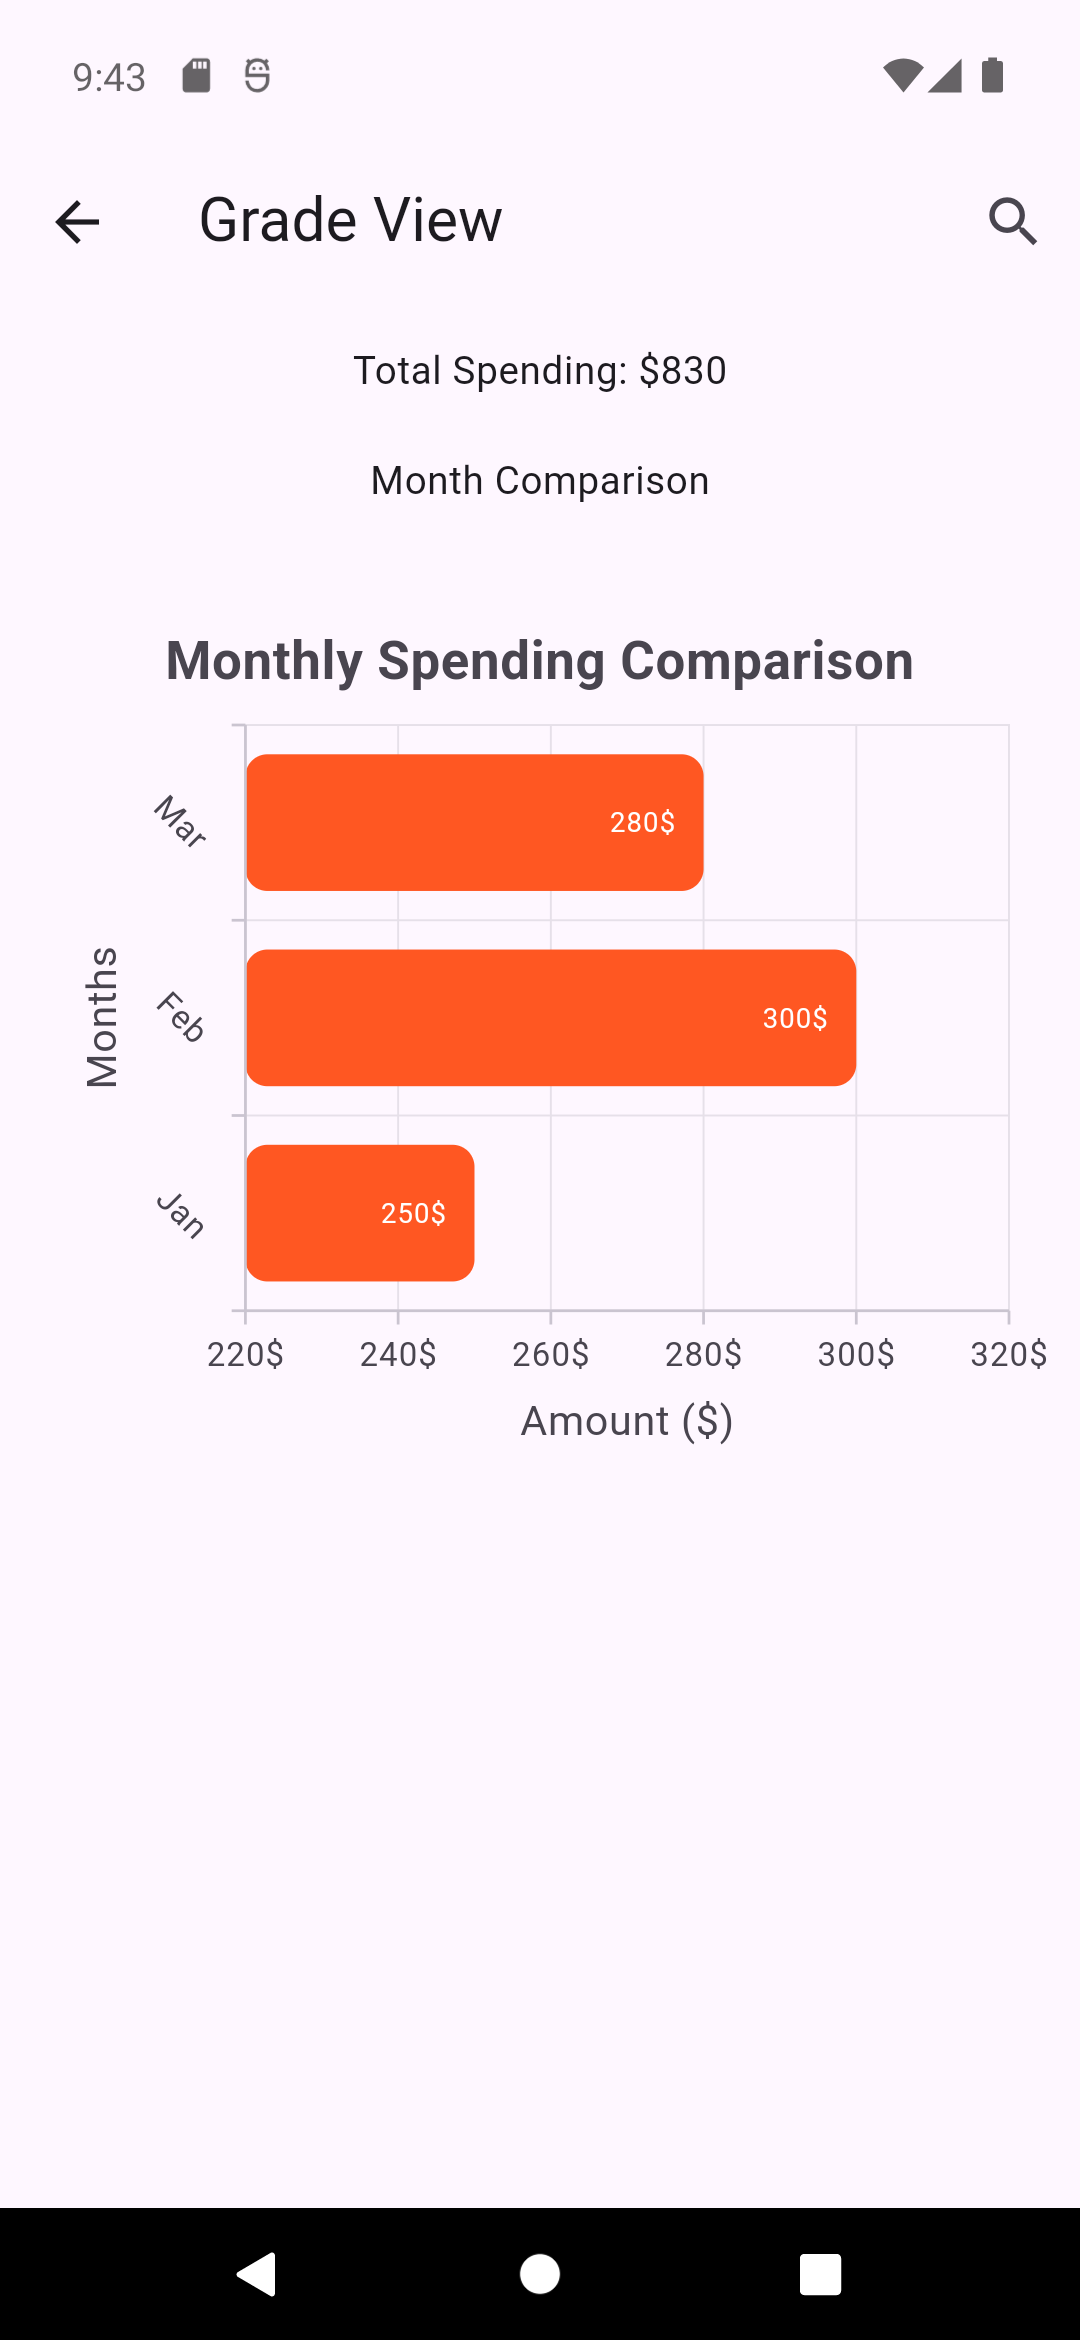 9:43
Grade View
Total Spending: $830
Month Comparison
Monthly Spending Comparison
Mar
280$
Months
Feb
300$
Jan
250$
220$ 240$ 260$ 280$ 300$ 320$
Amount ($)